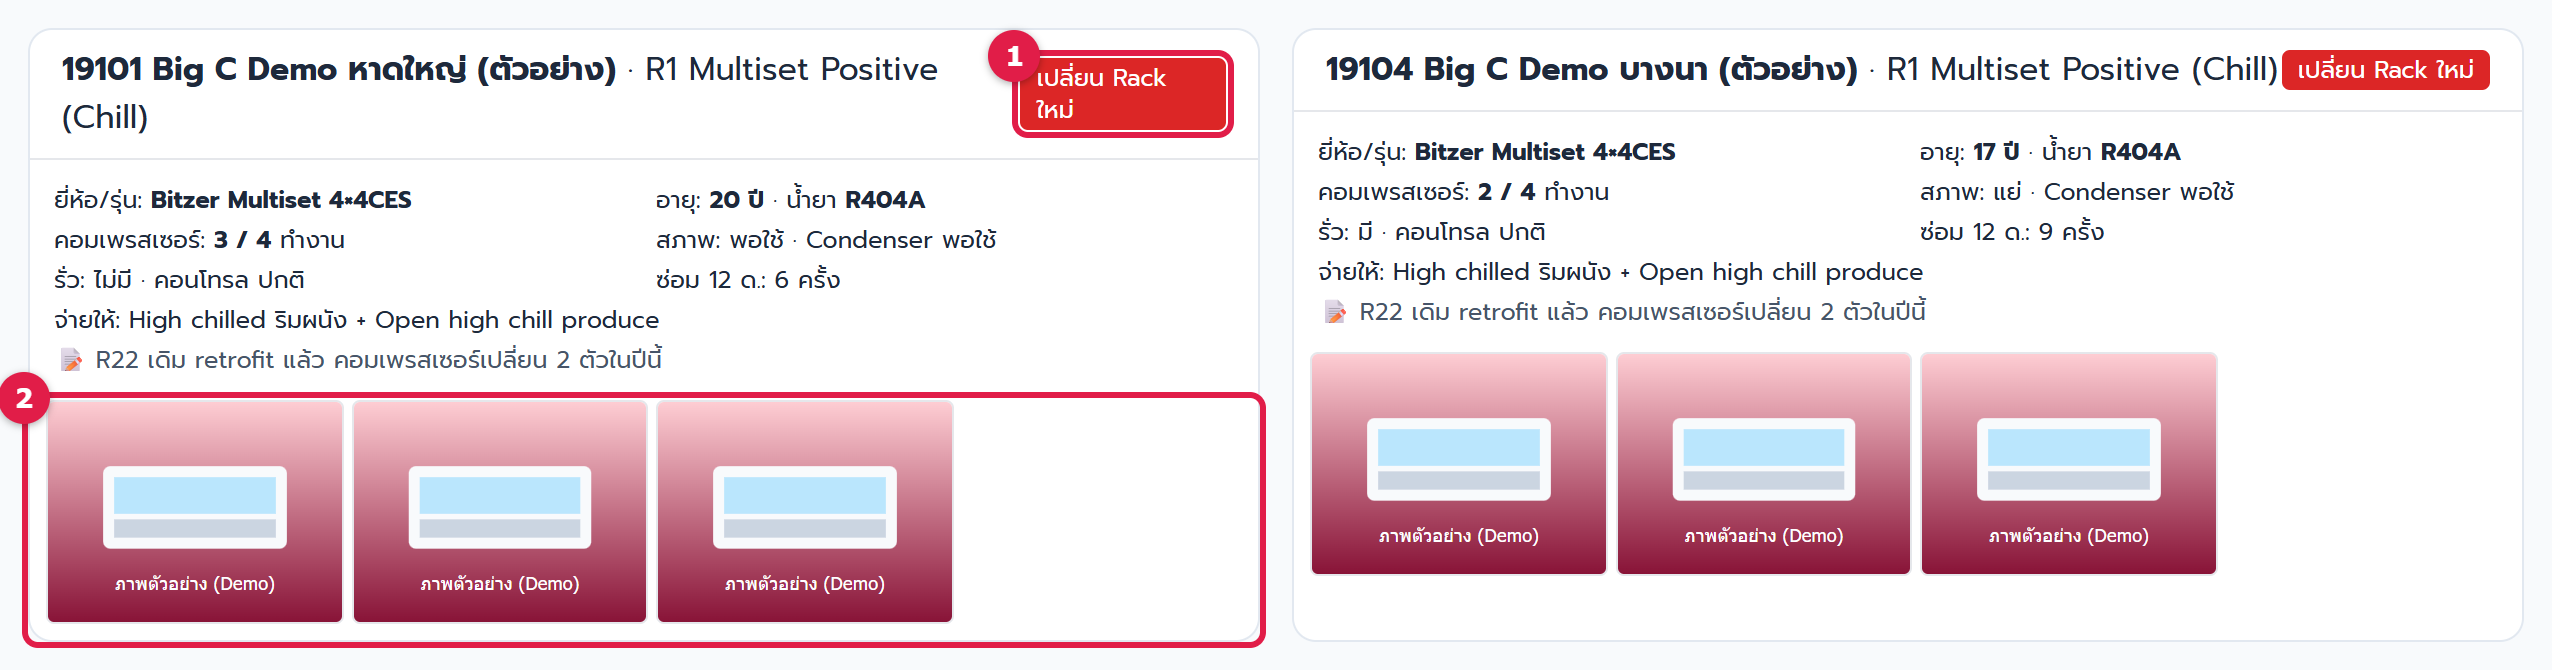 1
19101 Big C Demo หาดใหญ่ (ตัวอย่าง) · R1 Multiset Positive (Chill)
เปลี่ยน Rack ใหม่
ยี่ห้อ/รุ่น: Bitzer Multiset 4×4CES
อายุ: 20 ปี · น้ำยา R404A
คอมเพรสเซอร์: 3 / 4 ทำงาน
สภาพ: พอใช้ · Condenser พอใช้
รั่ว: ไม่มี · คอนโทรล ปกติ
ซ่อม 12 ด.: 6 ครั้ง
จ่ายให้: High chilled ริมผนัง + Open high chill produce
R22 เดิม retrofit แล้ว คอมเพรสเซอร์เปลี่ยน 2 ตัวในปีนี้
2
ภาพตัวอย่าง (Demo)
ภาพตัวอย่าง (Demo)
ภาพตัวอย่าง (Demo)
19104 Big C Demo บางนา (ตัวอย่าง) · R1 Multiset Positive (Chill)
เปลี่ยน Rack ใหม่
ยี่ห้อ/รุ่น: Bitzer Multiset 4×4CES
อายุ: 17 ปี · น้ำยา R404A
คอมเพรสเซอร์: 2 / 4 ทำงาน
สภาพ: แย่ · Condenser พอใช้
รั่ว: มี · คอนโทรล ปกติ
ซ่อม 12 ด.: 9 ครั้ง
จ่ายให้: High chilled ริมผนัง + Open high chill produce
R22 เดิม retrofit แล้ว คอมเพรสเซอร์เปลี่ยน 2 ตัวในปีนี้
ภาพตัวอย่าง (Demo)
ภาพตัวอย่าง (Demo)
ภาพตัวอย่าง (Demo)